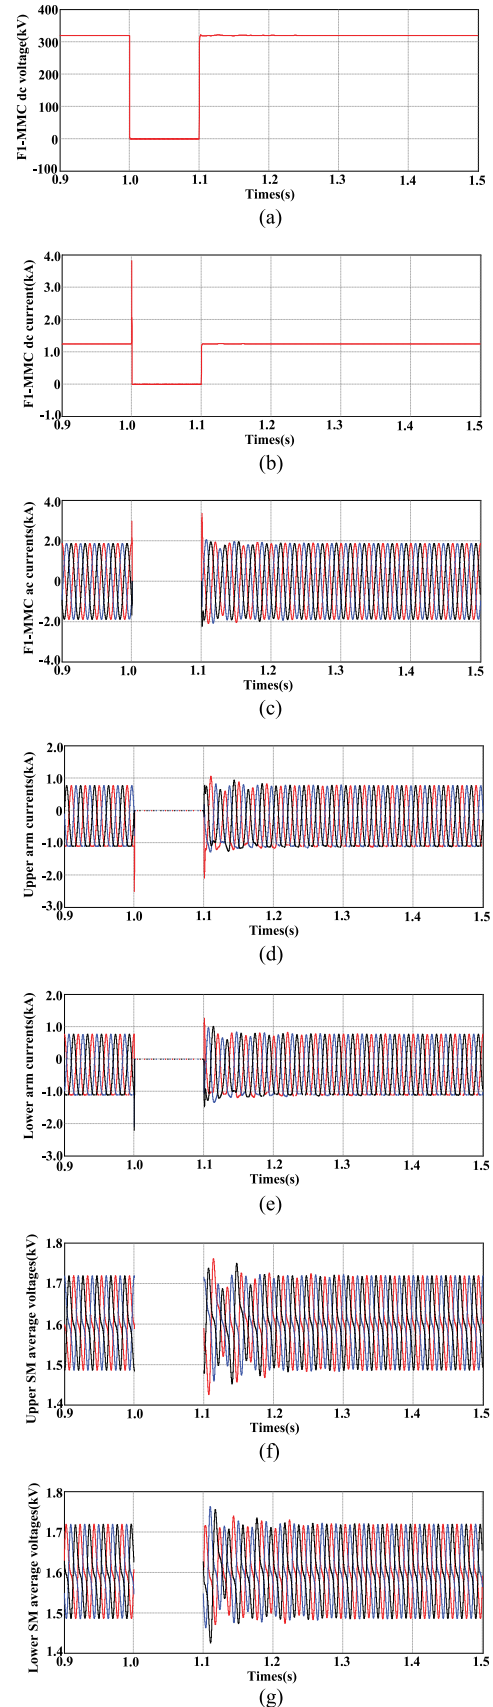 400
300
200
100
0
-100
F1-MMC dc voltage(kV)
0.9 1.0 1.1 1.2 1.3 1.4 1.5
Times(s)
(a)
4.0
3.0
2.0
1.0
0
-1.0
F1-MMC dc current(kA)
0.9 1.0 1.1 1.2 1.3 1.4 1.5
Times(s)
(b)
4.0
2.0
0
-2.0
-4.0
F1-MMC ac currents(kA)
0.9 1.0 1.1 1.2 1.3 1.4 1.5
Times(s)
(c)
2.0
1.0
0
-1.0
-2.0
-3.0
Upper arm currents(kA)
0.9 1.0 1.1 1.2 1.3 1.4 1.5
Times(s)
(d)
2.0
1.0
0
-1.0
-2.0
-3.0
Lower arm currents(kA)
0.9 1.0 1.1 1.2 1.3 1.4 1.5
Times(s)
(e)
1.8
1.7
1.6
1.5
1.4
Upper SM average voltages(kV)
0.9 1.0 1.1 1.2 1.3 1.4 1.5
Times(s)
(f)
1.8
1.7
1.6
1.5
1.4
Lower SM average voltages(kV)
0.9 1.0 1.1 1.2 1.3 1.4 1.5
Times(s)
(g)